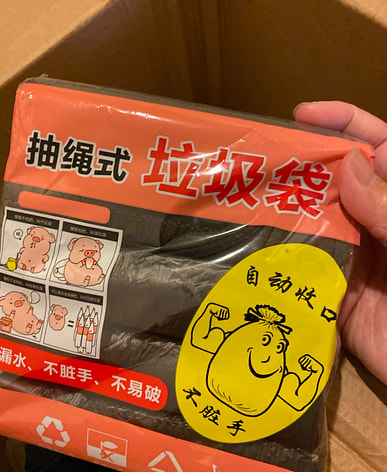 抽绳式 垃圾袋
自动收口
不脏手
漏水、不脏手、不易破